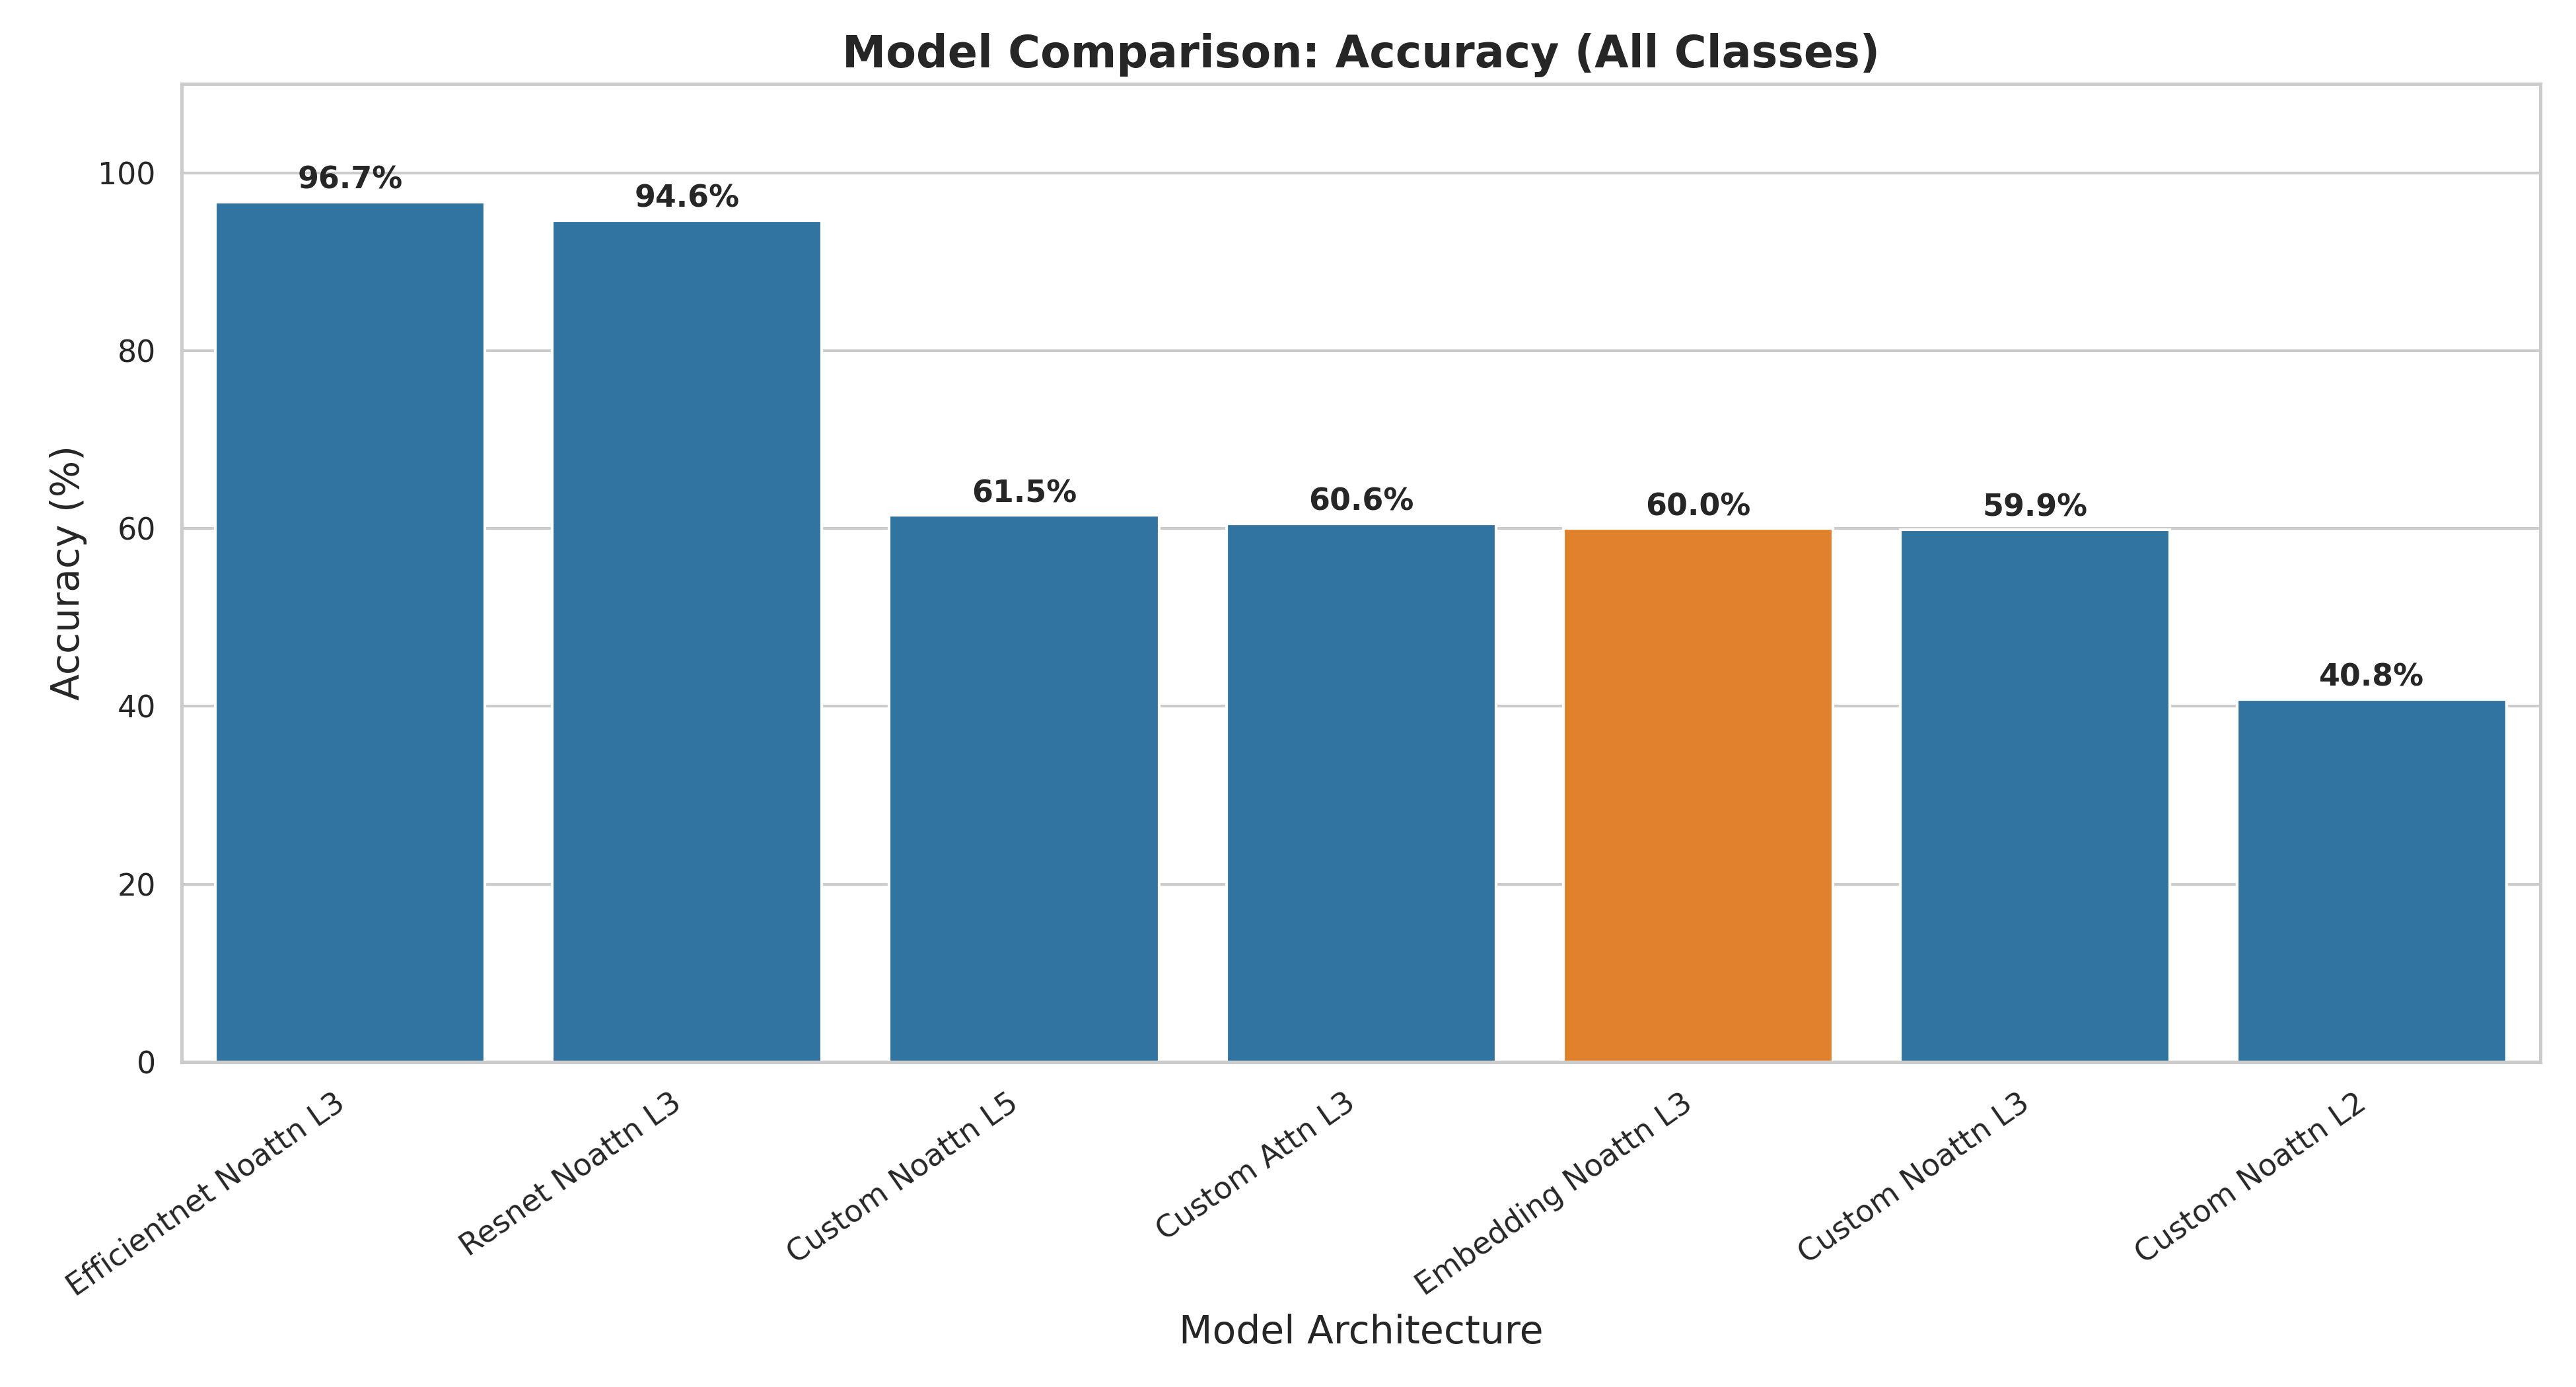 Model Comparison: Accuracy (All Classes)
Accuracy (%)
100
80
60
40
20
0
96.7%
94.6%
61.5%
60.6%
60.0%
59.9%
40.8%
Efficientnet Noattn L3
Resnet Noattn L3
Custom Noattn L5
Custom Attn L3
Embedding Noattn L3
Custom Noattn L3
Custom Noattn L2
Model Architecture